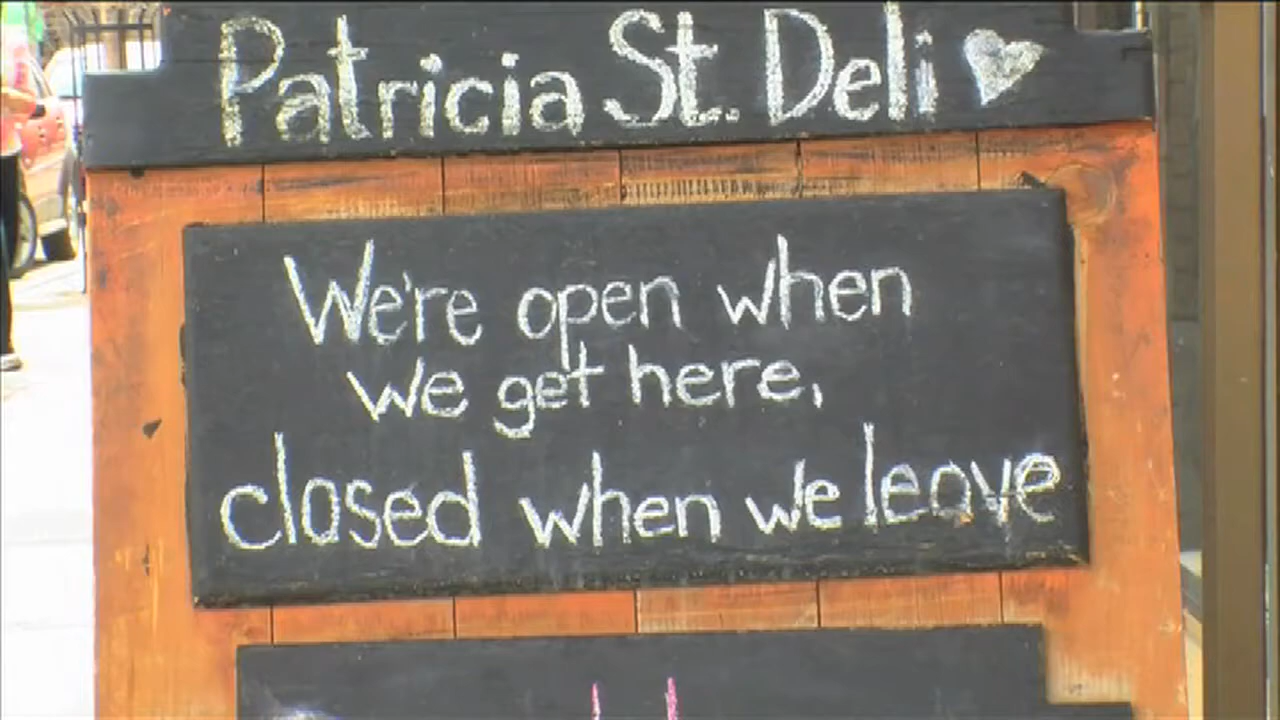 Patricia St. Deli
We're open when
we get here,
closed when we leave